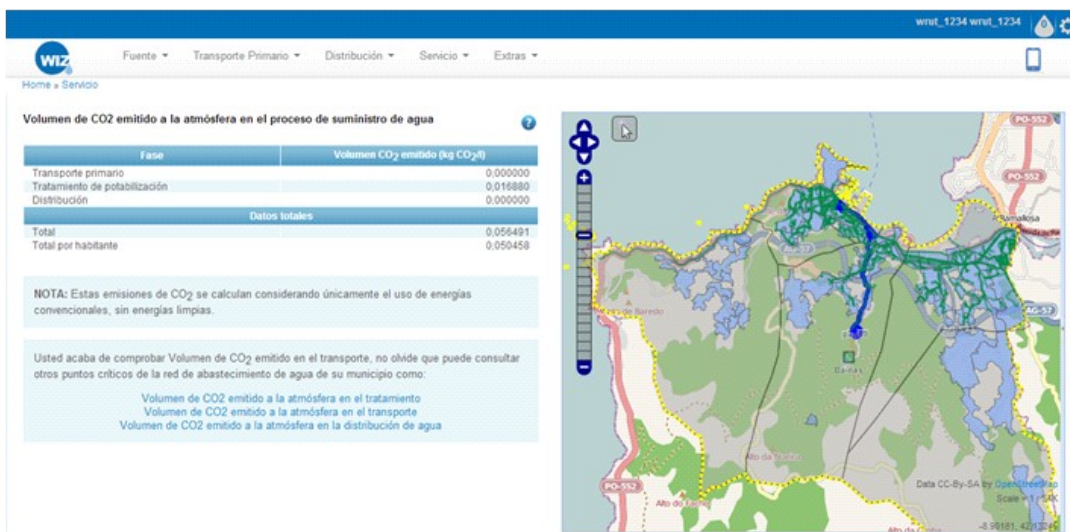 wrut_1234 wrut_1234
WIZ
Fuente Transporte Primario Distribución Servicio Extras
Home » Servicio
Volumen de CO2 emitido a la atmósfera en el proceso de suministro de agua
Fase Volumen CO2 emitido (kg CO2/l)
Transporte primario 0,000000
Tratamiento de potabilización 0,016880
Distribución 0,000000
Datos totales
Total 0,056491
Total por habitante 0,050458
NOTA: Estas emisiones de CO2 se calculan considerando únicamente el uso de energías
convencionales, sin energías limpias.
Usted acaba de comprobar Volumen de CO2 emitido en el transporte, no olvide que puede consultar
otros puntos críticos de la red de abastecimiento de agua de su municipio como:
Volumen de CO2 emitido a la atmósfera en el tratamiento
Volumen de CO2 emitido a la atmósfera en el transporte
Volumen de CO2 emitido a la atmósfera en la distribución de agua
PO-552
PO-552
A Ramallosa
AG-57
AG-57
de Baredo
Bainas
PO-552
Data CC-By-SA by OpenStreetMap